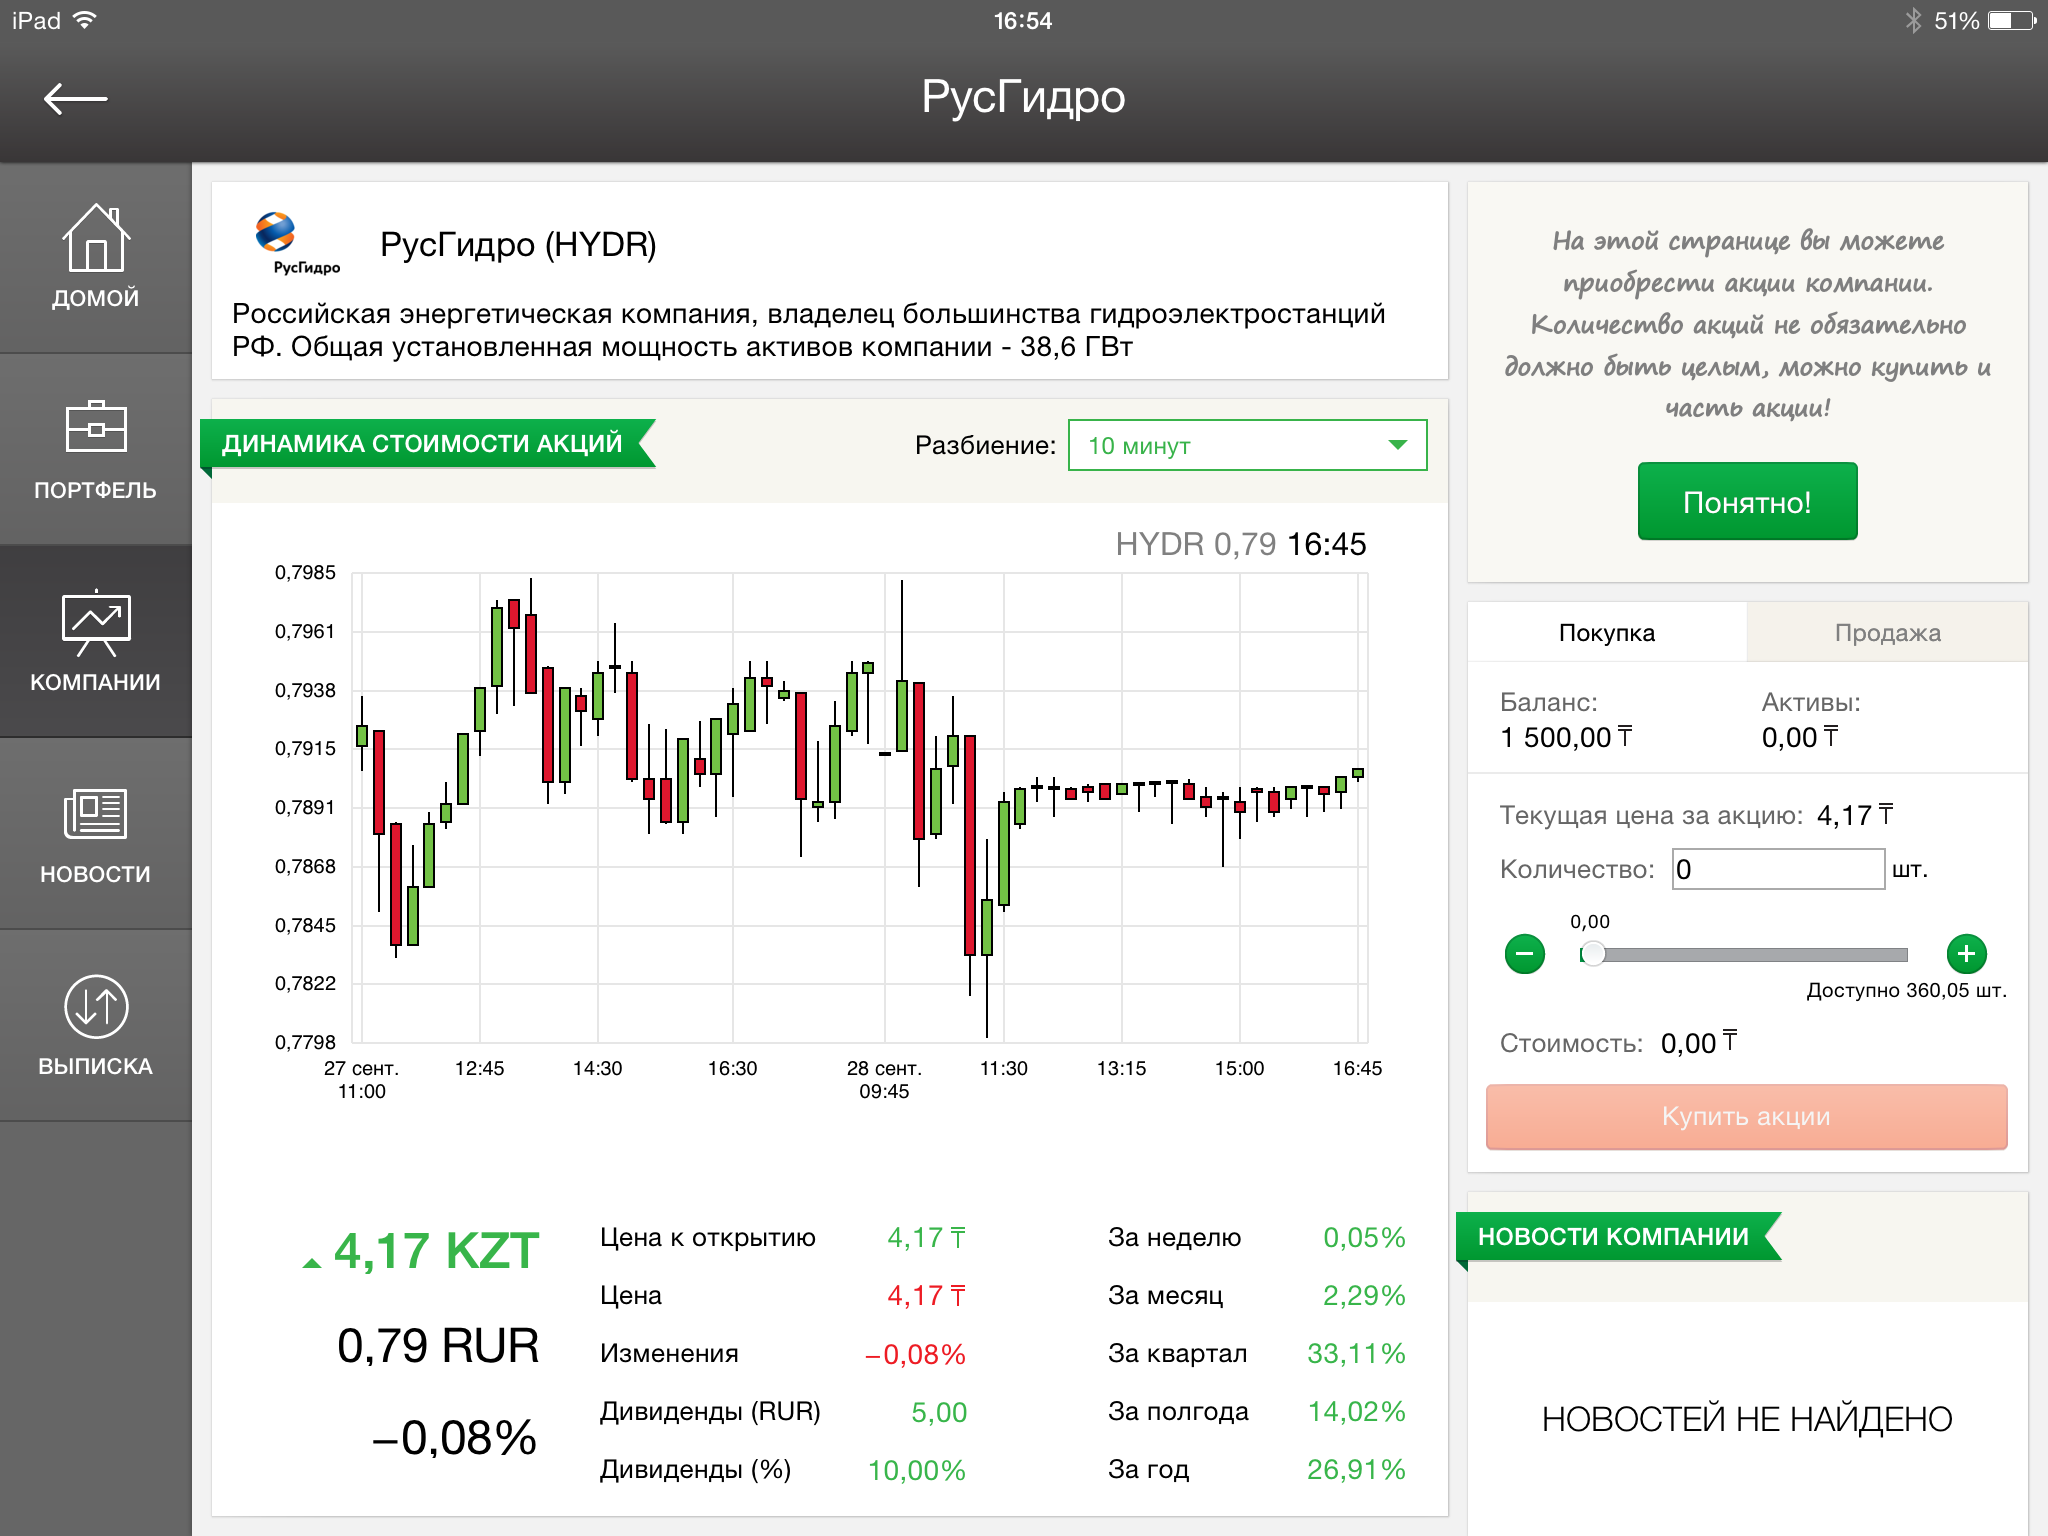 iPad
16:54
51%
РусГидро
ДОМОЙ
ПОРТФЕЛЬ
КОМПАНИИ
НОВОСТИ
ВЫПИСКА
РусГидро
РусГидро (HYDR)
Российская энергетическая компания, владелец большинства гидроэлектростанций
РФ. Общая установленная мощность активов компании - 38,6 ГВт
ДИНАМИКА СТОИМОСТИ АКЦИЙ
Разбиение:
10 минут
HYDR 0,79 16:45
0,7985
0,7961
0,7938
0,7915
0,7891
0,7868
0,7845
0,7822
0,7798
27 сент.
11:00
12:45
14:30
16:30
28 сент.
09:45
11:30
13:15
15:00
16:45
4,17 KZT
0,79 RUR
−0,08%
Цена к открытию 4,17 ₸
Цена 4,17 ₸
Изменения −0,08%
Дивиденды (RUR) 5,00
Дивиденды (%) 10,00%
За неделю 0,05%
За месяц 2,29%
За квартал 33,11%
За полгода 14,02%
За год 26,91%
На этой странице вы можете
приобрести акции компании.
Количество акций не обязательно
должно быть целым, можно купить и
часть акции!
Понятно!
Покупка
Продажа
Баланс:
1 500,00 ₸
Активы:
0,00 ₸
Текущая цена за акцию: 4,17 ₸
Количество: 0 шт.
0,00
Доступно 360,05 шт.
Стоимость: 0,00 ₸
Купить акции
НОВОСТИ КОМПАНИИ
НОВОСТЕЙ НЕ НАЙДЕНО